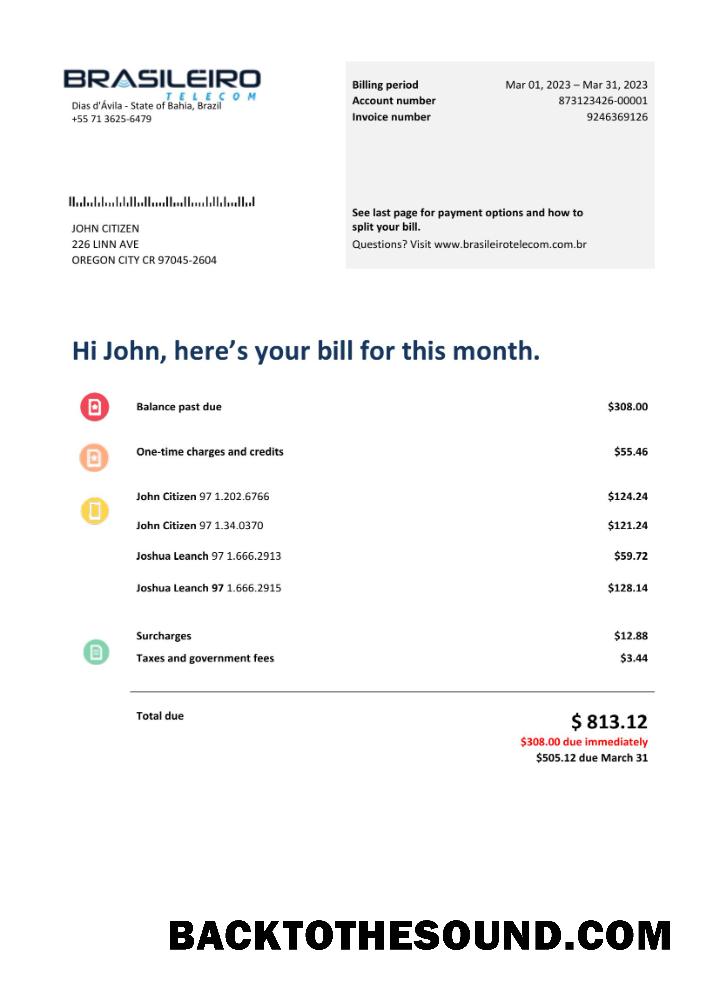 BRASILEIRO
TELECOM
Dias d'Ávila - State of Bahia, Brazil
+55 71 3625-6479
Billing period Mar 01, 2023 – Mar 31, 2023
Account number 873123426-00001
Invoice number 9246369126
See last page for payment options and how to
split your bill.
Questions? Visit www.brasileirotelecom.com.br
JOHN CITIZEN
226 LINN AVE
OREGON CITY CR 97045-2604
Hi John, here's your bill for this month.
Balance past due $308.00
One-time charges and credits $55.46
John Citizen 97 1.202.6766 $124.24
John Citizen 97 1.34.0370 $121.24
Joshua Leanch 97 1.666.2913 $59.72
Joshua Leanch 97 1.666.2915 $128.14
Surcharges $12.88
Taxes and government fees $3.44
Total due $ 813.12
$308.00 due immediately
$505.12 due March 31
BACKTOTHESOUND.COM